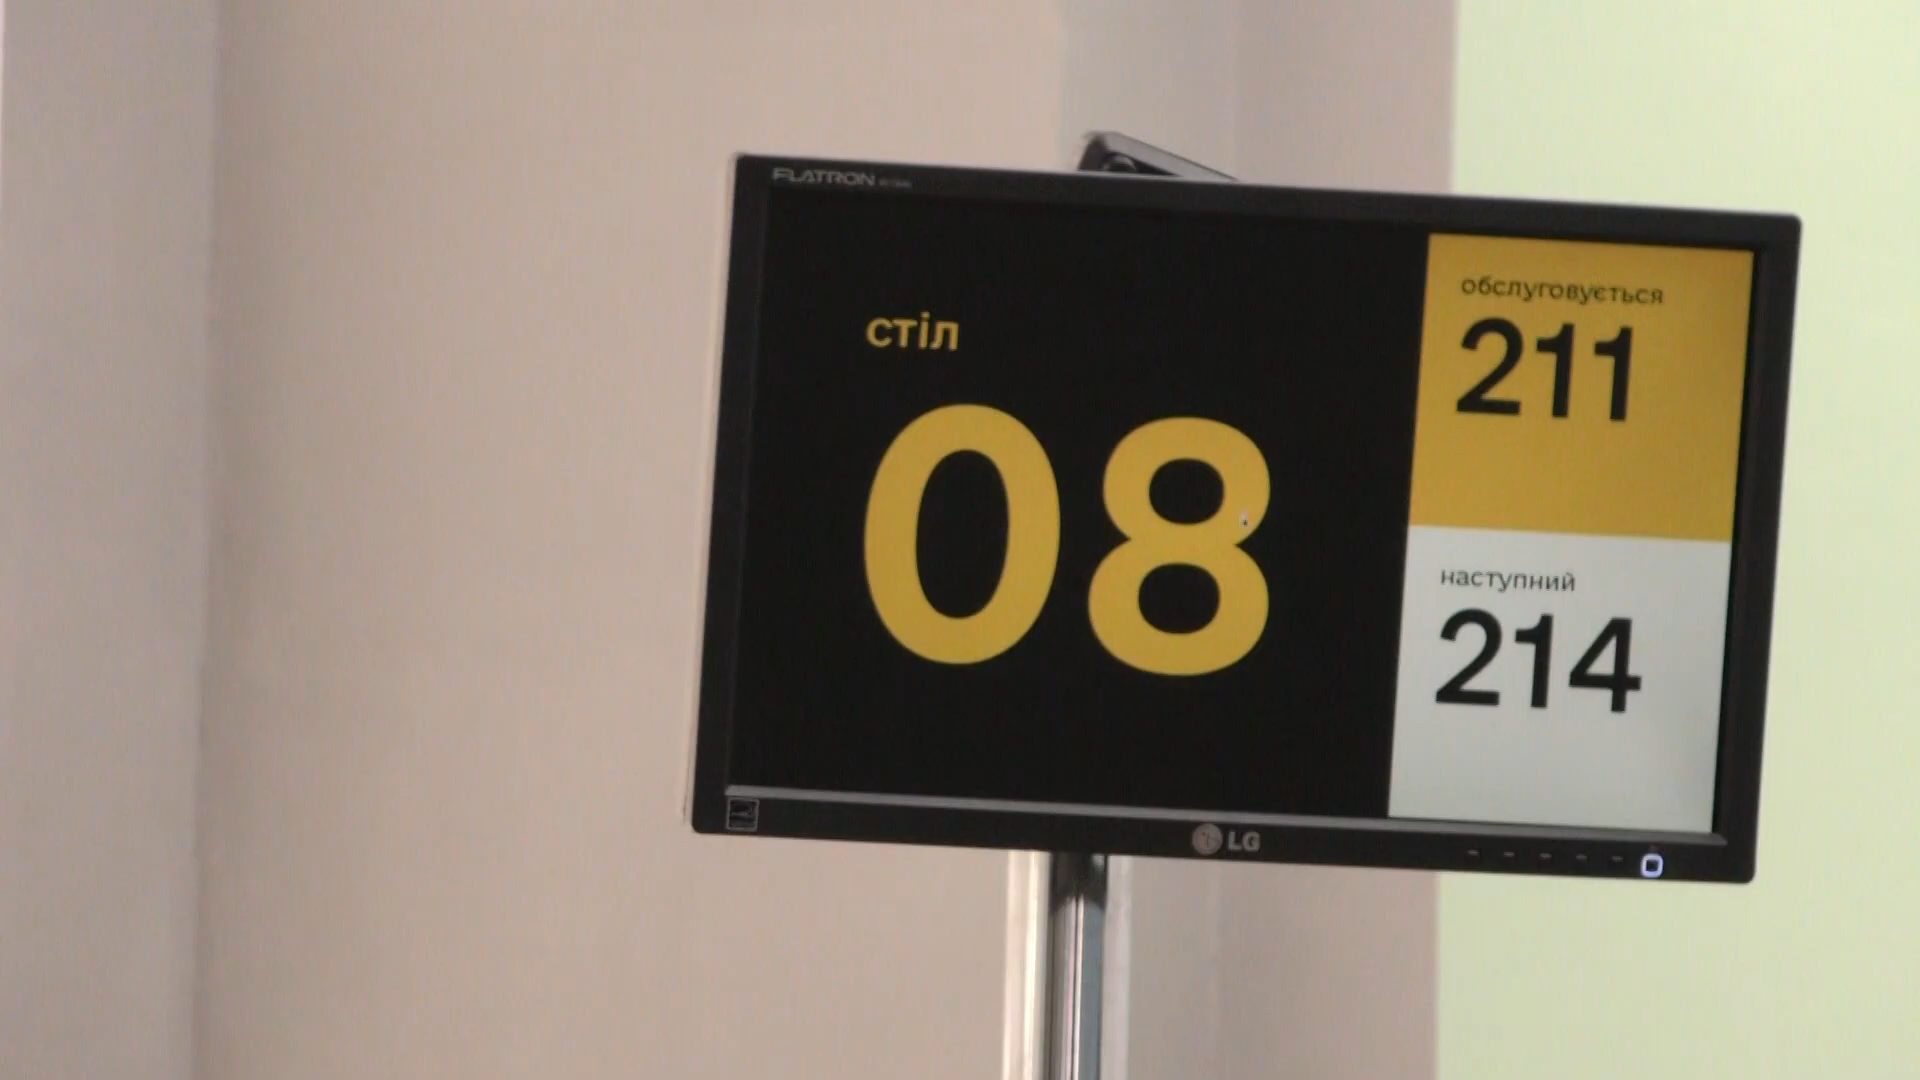 FLATRON
стіл
08
обслуговується
211
наступний
214
LG